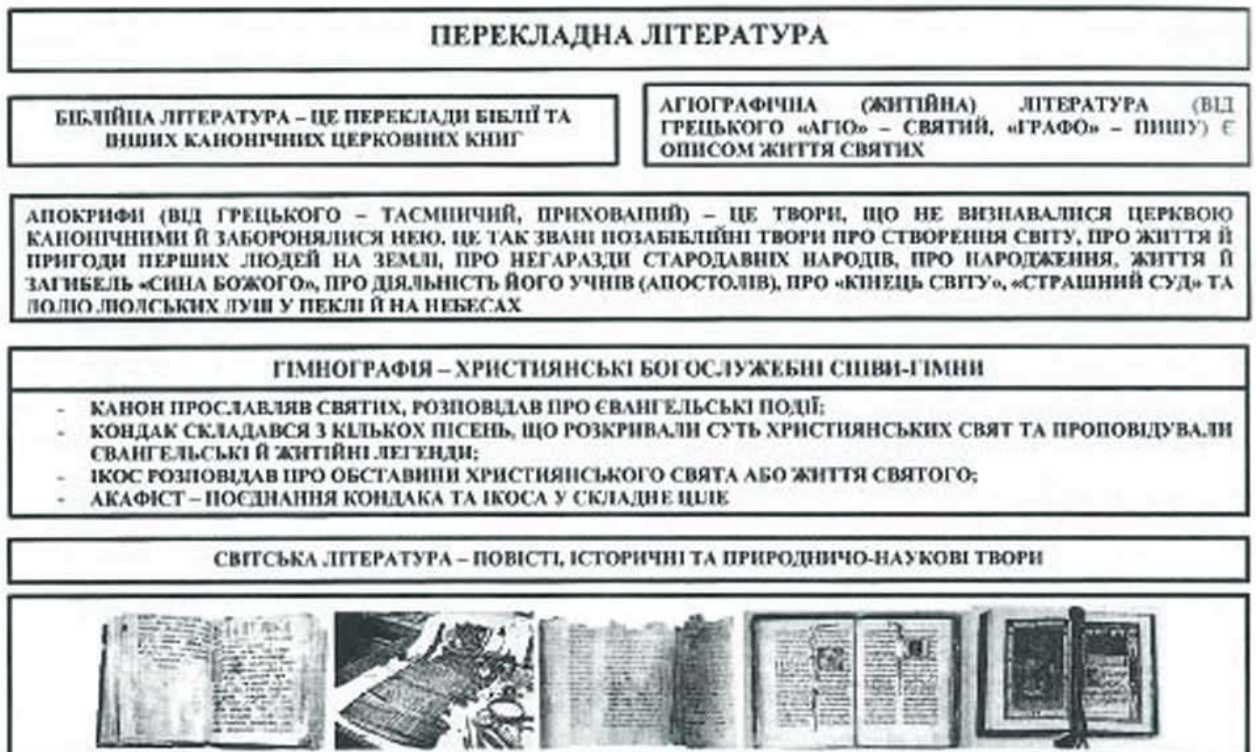 ПЕРЕКЛАДНА ЛІТЕРАТУРА
БІБЛІЙНА ЛІТЕРАТУРА – ЦЕ ПЕРЕКЛАДИ БІБЛІЇ ТА
ІНШИХ КАНОНІЧНИХ ЦЕРКОВНИХ КНИГ
АГІОГРАФІЧНА (ЖИТІЙНА) ЛІТЕРАТУРА (ВІД
ГРЕЦЬКОГО «АГІО» – СВЯТИЙ, «ГРАФО» – ПИШУ) Є
ОПИСОМ ЖИТТЯ СВЯТИХ
АПОКРИФИ (ВІД ГРЕЦЬКОГО – ТАЄМНИЧИЙ, ПРИХОВАНИЙ) – ЦЕ ТВОРИ, ЩО НЕ ВИЗНАВАЛИСЯ ЦЕРКВОЮ
КАНОНІЧНИМИ Й ЗАБОРОНЯЛИСЯ НЕЮ. ЦЕ ТАК ЗВАНІ ПОЗАБІБЛІЙНІ ТВОРИ ПРО СТВОРЕННЯ СВІТУ, ПРО ЖИТТЯ Й
ПРИГОДИ ПЕРШИХ ЛЮДЕЙ НА ЗЕМЛІ, ПРО НЕГАРАЗДИ СТАРОДАВНІХ НАРОДІВ, ПРО НАРОДЖЕННЯ, ЖИТТЯ Й
ЗАГИБЕЛЬ «СИНА БОЖОГО», ПРО ДІЯЛЬНІСТЬ ЙОГО УЧНІВ (АПОСТОЛІВ), ПРО «КІНЕЦЬ СВІТУ», «СТРАШНИЙ СУД» ТА
ДОЛЮ ЛЮДСЬКИХ ДУШ У ПЕКЛІ Й НА НЕБЕСАХ
ГІМНОГРАФІЯ – ХРИСТИЯНСЬКІ БОГОСЛУЖЕБНІ СПІВИ-ГІМНИ
- КАНОН ПРОСЛАВЛЯВ СВЯТИХ, РОЗПОВІДАВ ПРО ЄВАНГЕЛЬСЬКІ ПОДІЇ;
- КОНДАК СКЛАДАВСЯ З КІЛЬКОХ ПІСЕНЬ, ЩО РОЗКРИВАЛИ СУТЬ ХРИСТИЯНСЬКИХ СВЯТ ТА ПРОПОВІДУВАЛИ
ЄВАНГЕЛЬСЬКІ Й ЖИТІЙНІ ЛЕГЕНДИ;
- ІКОС РОЗПОВІДАВ ПРО ОБСТАВИНИ ХРИСТИЯНСЬКОГО СВЯТА АБО ЖИТТЯ СВЯТОГО;
- АКАФІСТ – ПОЄДНАННЯ КОНДАКА ТА ІКОСА У СКЛАДНЕ ЦІЛЕ
СВІТСЬКА ЛІТЕРАТУРА – ПОВІСТІ, ІСТОРИЧНІ ТА ПРИРОДНИЧО-НАУКОВІ ТВОРИ